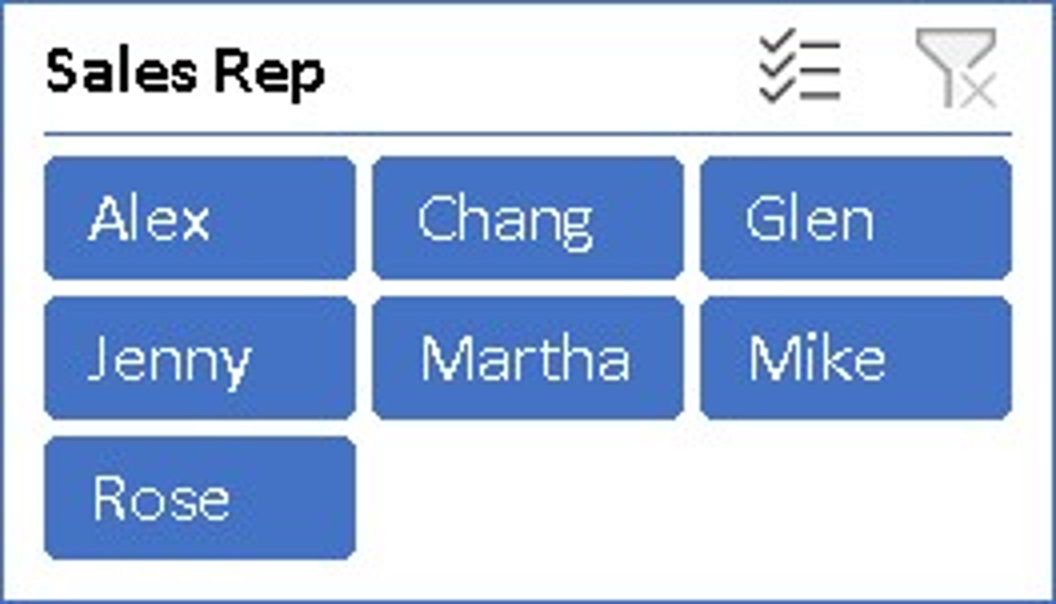 Sales Rep
Alex Chang Glen
Jenny Martha Mike
Rose